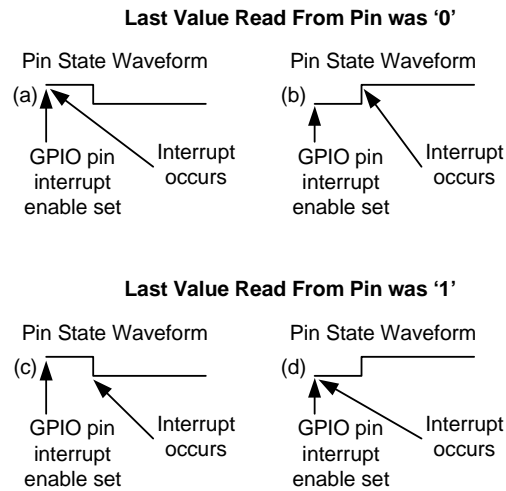 Last Value Read From Pin was ‘0’
Pin State Waveform
(a)
GPIO pin
interrupt
enable set
Interrupt
occurs
Pin State Waveform
(b)
GPIO pin
interrupt
enable set
Interrupt
occurs
Last Value Read From Pin was ‘1’
Pin State Waveform
(c)
GPIO pin
interrupt
enable set
Interrupt
occurs
Pin State Waveform
(d)
GPIO pin
interrupt
enable set
Interrupt
occurs